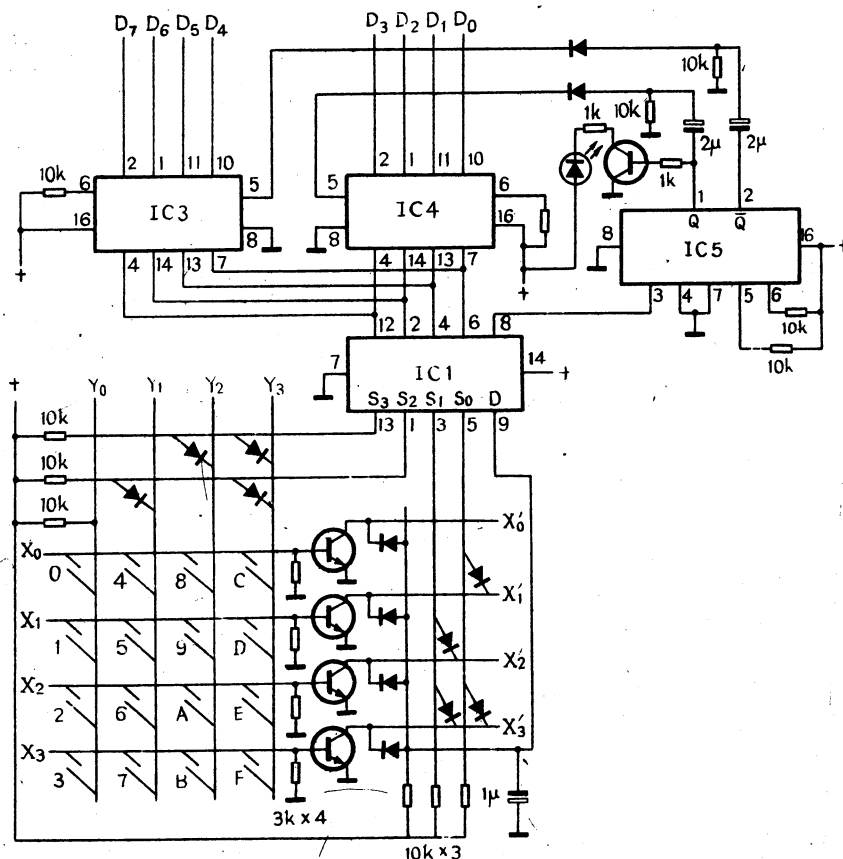 D7 D6 D5 D4
D3 D2 D1 D0
10k
10k
1k
2μ
2μ
1k
10k
2 1 11 10
2 1 11 10
6
5
5
6
1 2
IC3
IC4
Q Q̅
16
8
8
16
8
IC5
16
+
+
+
4 14 13 7
4 14 13 7
3 4 7 5 6
10k
10k
12 2 4 6 8
7
IC1
14
+
S3 S2 S1 S0 D
13 1 3 5 9
+
Y0 Y1 Y2 Y3
10k
10k
10k
X0
X'0
0 4 8 C
X'1
X1
1 5 9 D
X'2
X2
2 6 A E
X'3
X3
3 7 B F
3k×4
1μ
10k×3